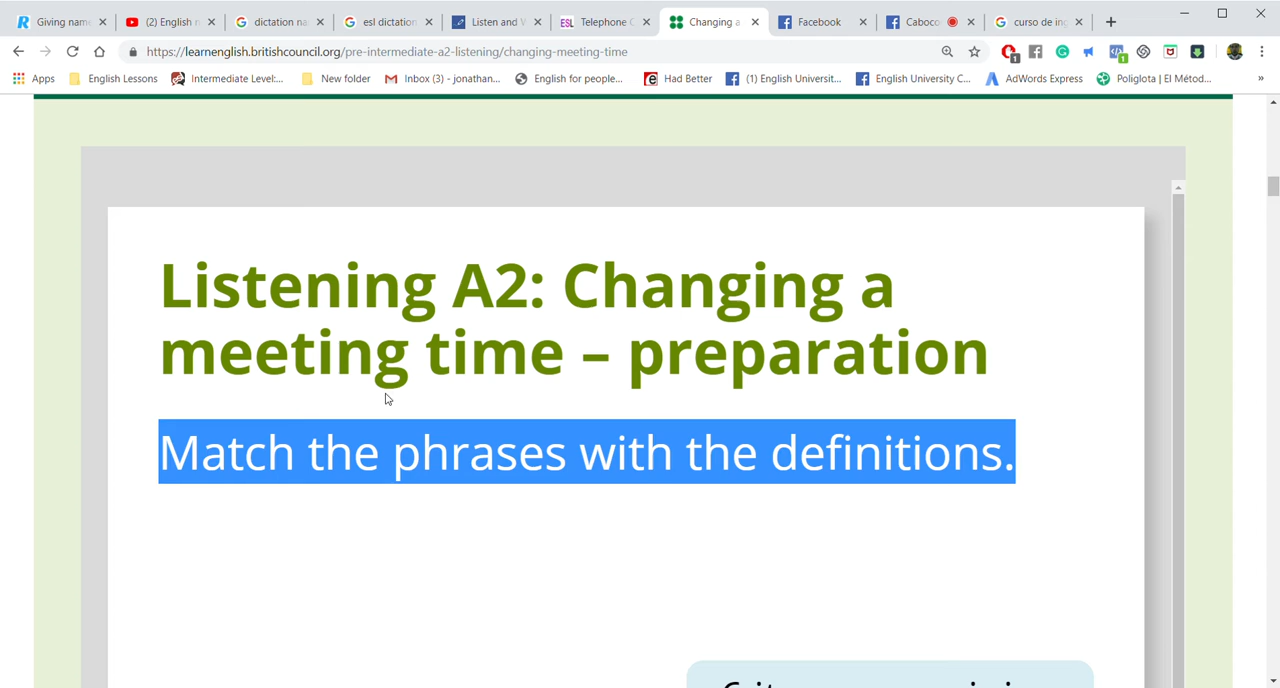 Giving name
(2) English n
dictation na
esl dictation
Listen and W
ESL Telephone C
Changing a
Facebook
Caboco
curso de ing
https://learnenglish.britishcouncil.org/pre-intermediate-a2-listening/changing-meeting-time
Apps English Lessons Intermediate Level:... New folder Inbox (3) - jonathan... English for people... Had Better (1) English Universit... English University C... AdWords Express Poliglota | El Métod... »
Listening A2: Changing a
meeting time – preparation
Match the phrases with the definitions.